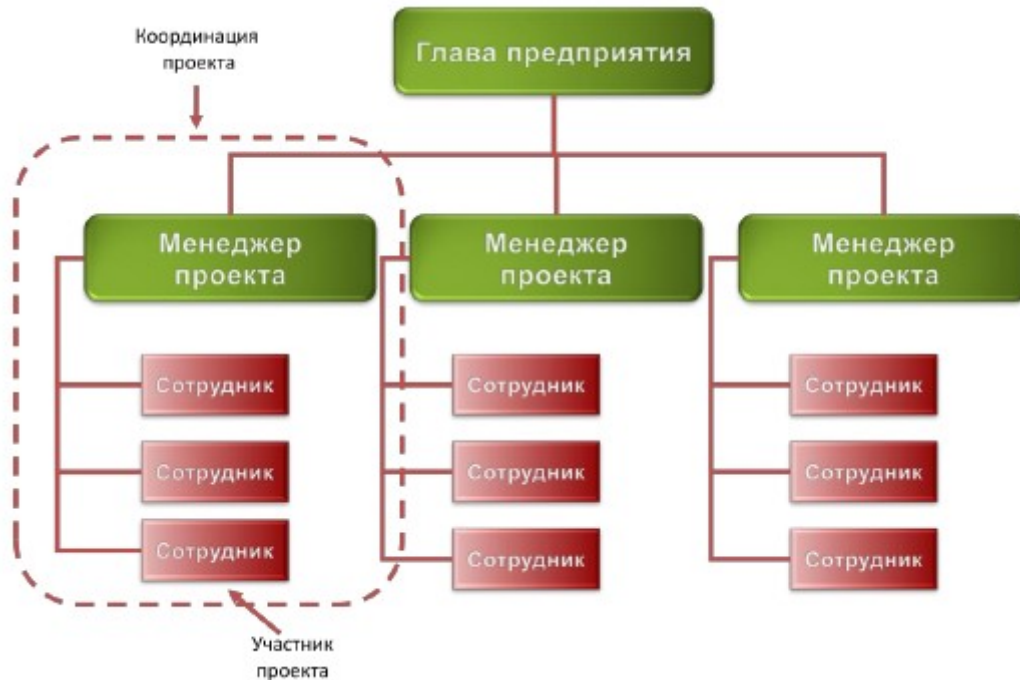 Координация
проекта
Глава предприятия
Менеджер
проекта
Менеджер
проекта
Менеджер
проекта
Сотрудник
Сотрудник
Сотрудник
Сотрудник
Сотрудник
Сотрудник
Сотрудник
Сотрудник
Сотрудник
Участник
проекта